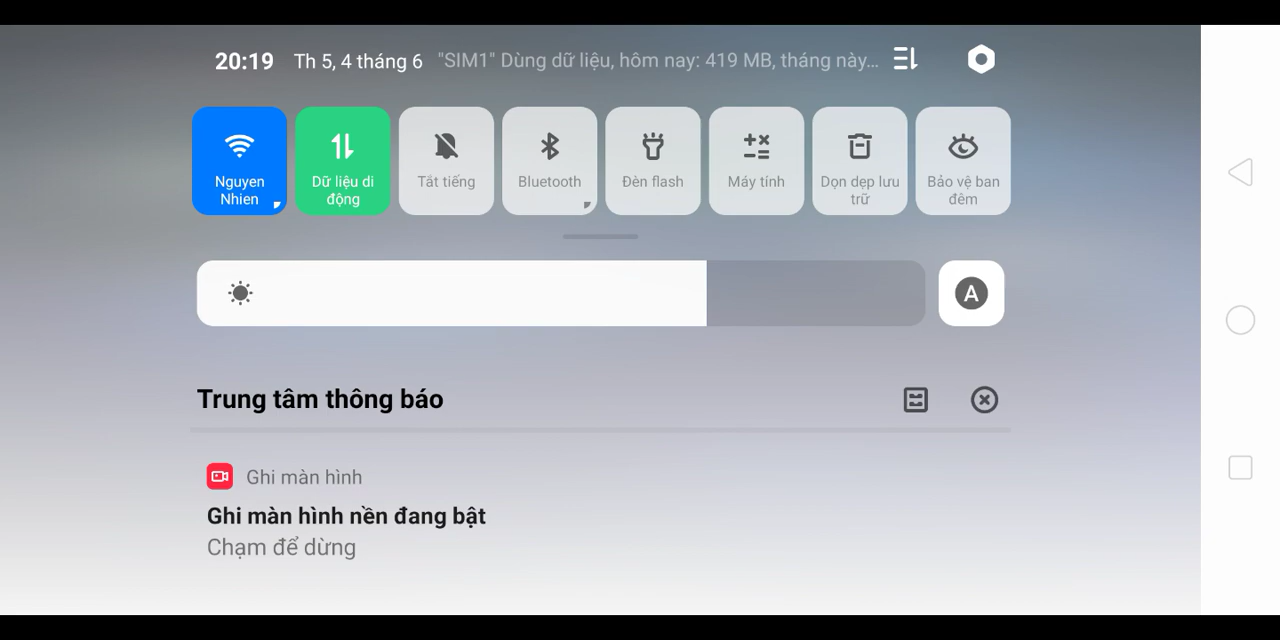 20:19 Th 5, 4 tháng 6 "SIM1" Dùng dữ liệu, hôm nay: 419 MB, tháng này...
Nguyen
Nhien
Dữ liệu di
động
Tắt tiếng
Bluetooth
Đèn flash
Máy tính
Dọn dẹp lưu
trữ
Bảo vệ ban
đêm
A
Trung tâm thông báo
Ghi màn hình
Ghi màn hình nền đang bật
Chạm để dừng